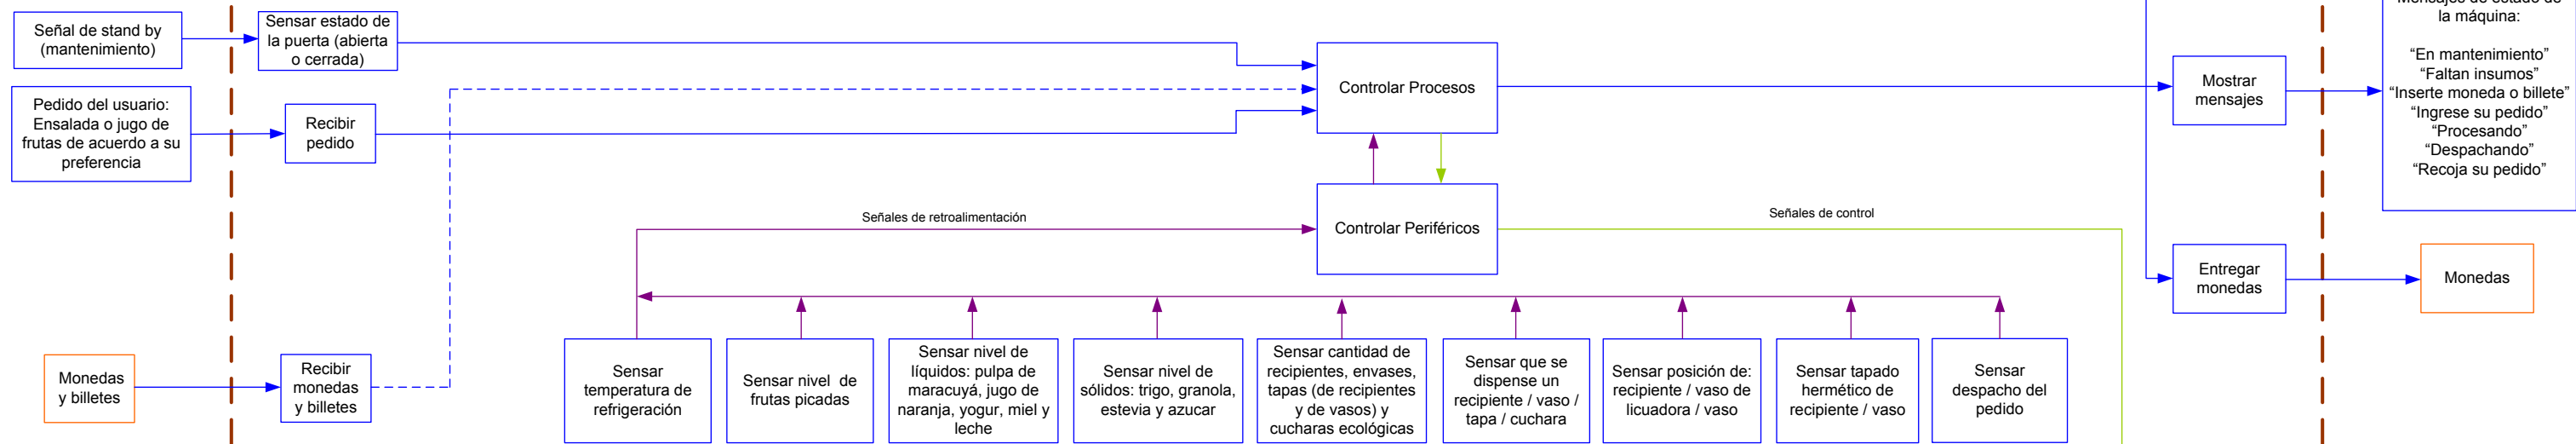 Señal de stand by
(mantenimiento)
Sensar estado de
la puerta (abierta
o cerrada)
Pedido del usuario:
Ensalada o jugo de
frutas de acuerdo a su
preferencia
Recibir
pedido
Controlar Procesos
Mostrar
mensajes
Mensajes de estado de
la máquina:
“En mantenimiento”
“Faltan insumos”
“Inserte moneda o billete”
“Ingrese su pedido”
“Procesando”
“Despachando”
“Recoja su pedido”
Señales de retroalimentación
Controlar Periféricos
Señales de control
Entregar
monedas
Monedas
Monedas
y billetes
Recibir
monedas
y billetes
Sensar
temperatura de
refrigeración
Sensar nivel de
frutas picadas
Sensar nivel de
líquidos: pulpa de
maracuyá, jugo de
naranja, yogur, miel y
leche
Sensar nivel de
sólidos: trigo, granola,
estevia y azucar
Sensar cantidad de
recipientes, envases,
tapas (de recipientes
y de vasos) y
cucharas ecológicas
Sensar que se
dispense un
recipiente / vaso /
tapa / cuchara
Sensar posición de:
recipiente / vaso de
licuadora / vaso
Sensar tapado
hermético de
recipiente / vaso
Sensar
despacho del
pedido